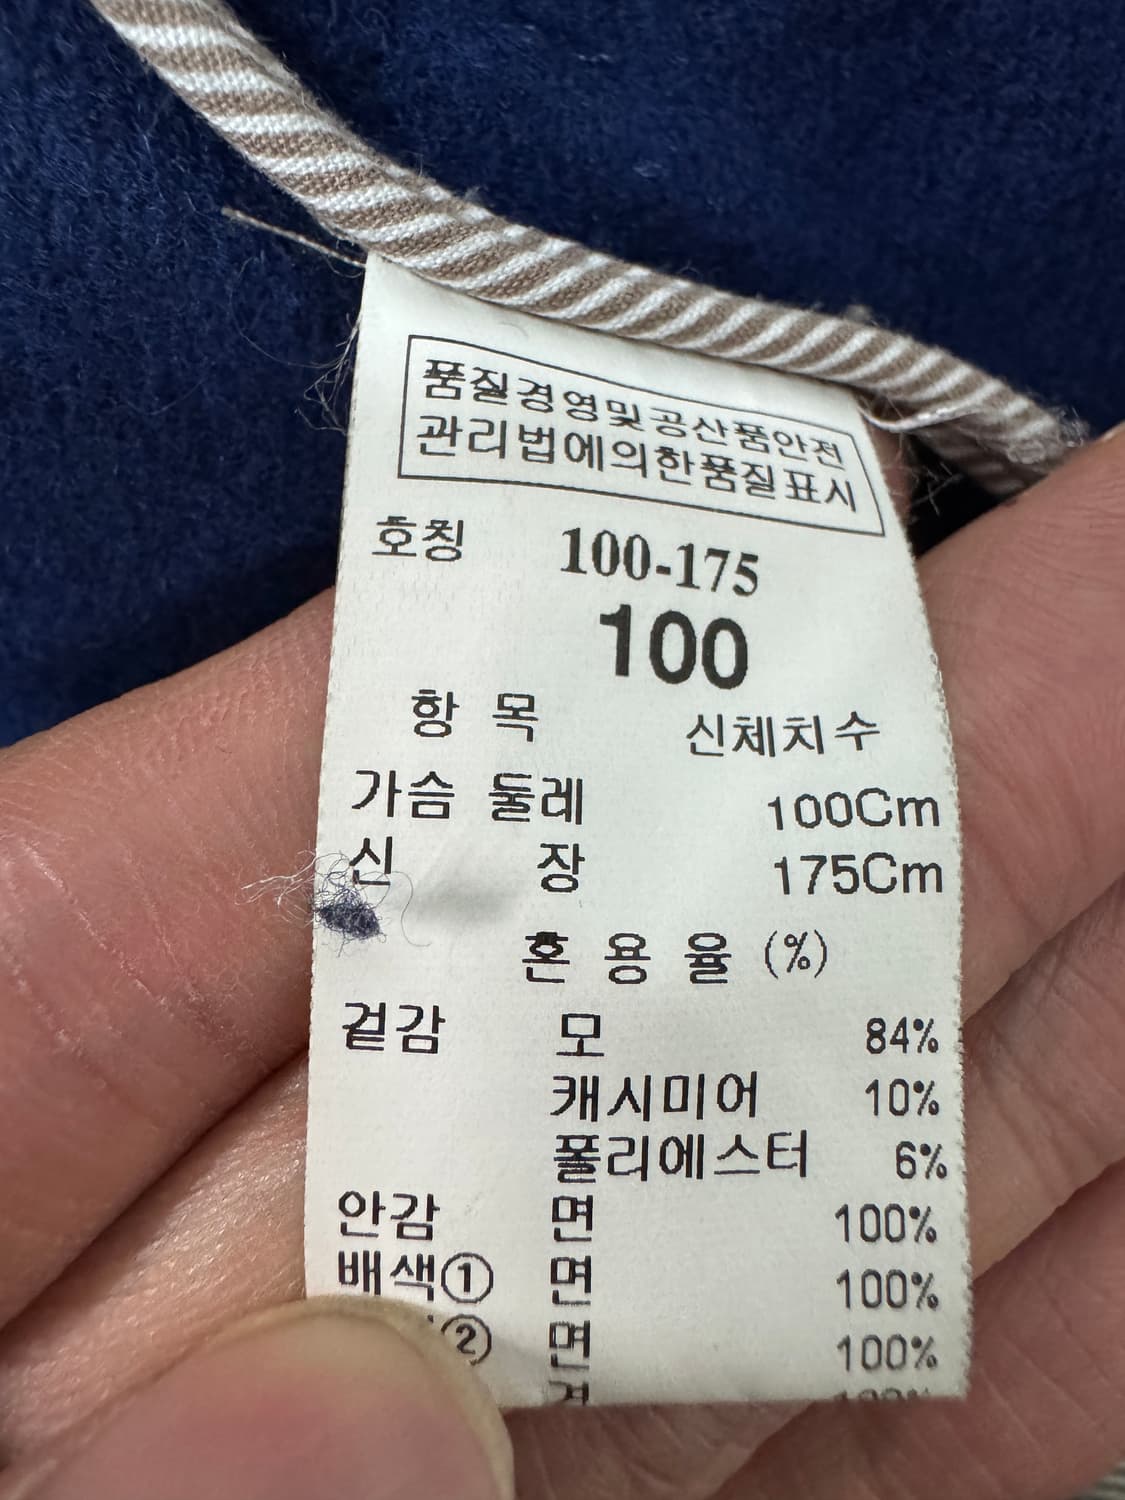 품질경영및공산품안전
관리법에의한품질표시
호칭 100-175
100
항 목 신체치수
가슴 둘레 100Cm
신 장 175Cm
혼 용 율 (%)
겉감 모 84%
캐시미어 10%
폴리에스터 6%
안감 면 100%
배색① 면 100%
② 면 100%